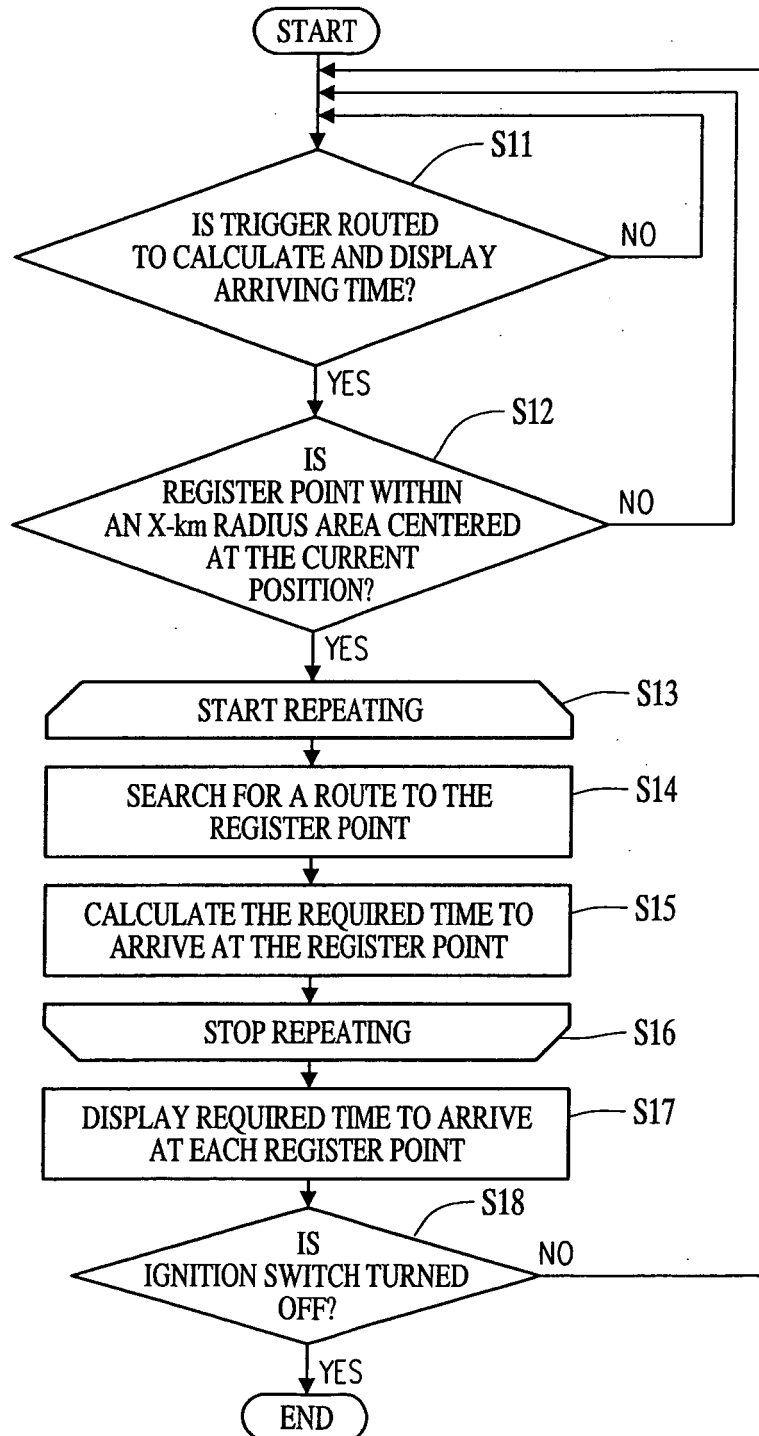 START
S11
IS TRIGGER ROUTED
TO CALCULATE AND DISPLAY
ARRIVING TIME?
NO
YES
S12
IS
REGISTER POINT WITHIN
AN X-km RADIUS AREA CENTERED
AT THE CURRENT
POSITION?
NO
YES
START REPEATING
S13
SEARCH FOR A ROUTE TO THE
REGISTER POINT
S14
CALCULATE THE REQUIRED TIME TO
ARRIVE AT THE REGISTER POINT
S15
STOP REPEATING
S16
DISPLAY REQUIRED TIME TO ARRIVE
AT EACH REGISTER POINT
S17
S18
IS
IGNITION SWITCH TURNED
OFF?
NO
YES
END